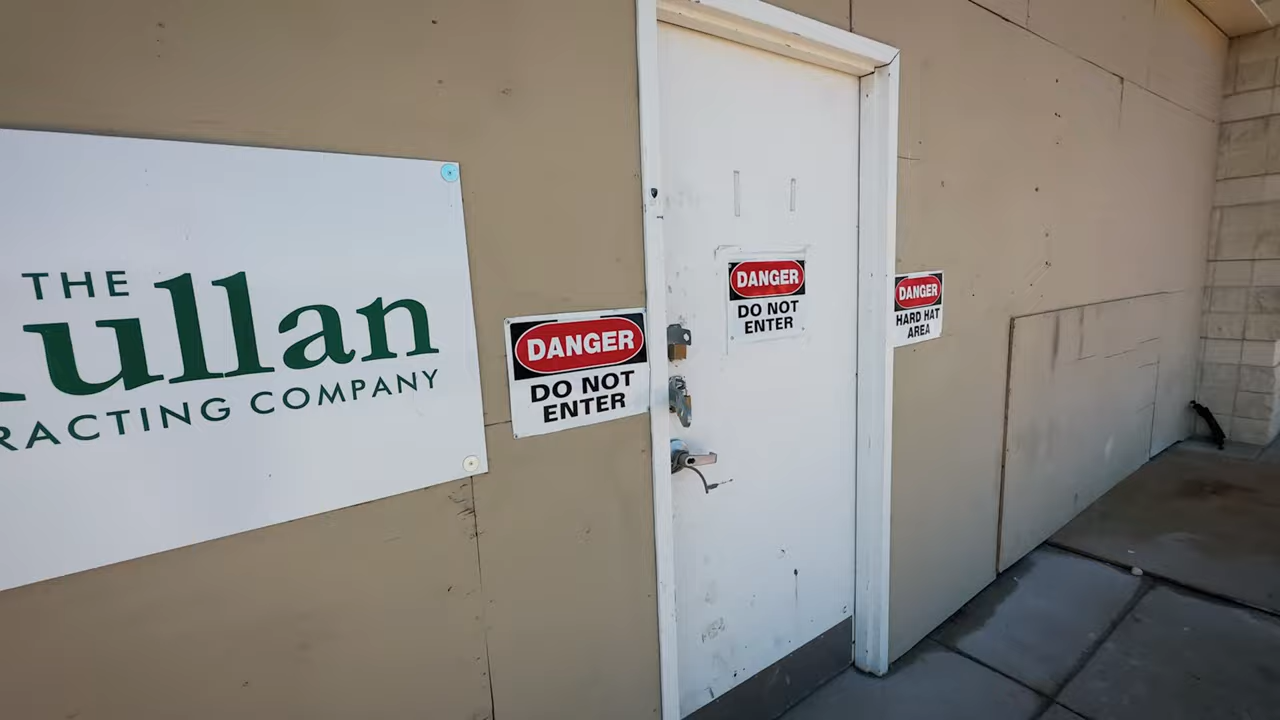 THE
ullan
RACTING COMPANY
DANGER
DO NOT
ENTER
DANGER
DO NOT
ENTER
DANGER
HARD HAT
AREA